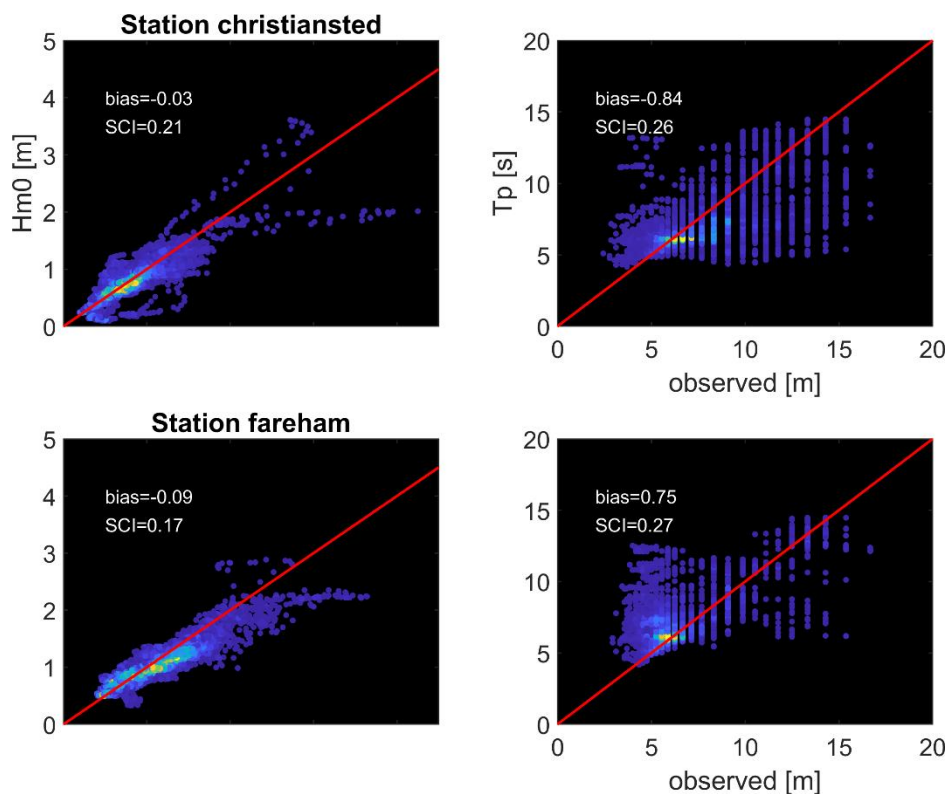 Station christiansted
5
4
3
2
1
0
Hm0 [m]
bias=-0.03
SCI=0.21
20
15
10
5
0
Tp [s]
bias=-0.84
SCI=0.26
0 5 10 15 20
observed [m]
Station fareham
5
4
3
2
1
0
bias=-0.09
SCI=0.17
20
15
10
5
0
bias=0.75
SCI=0.27
0 5 10 15 20
observed [m]